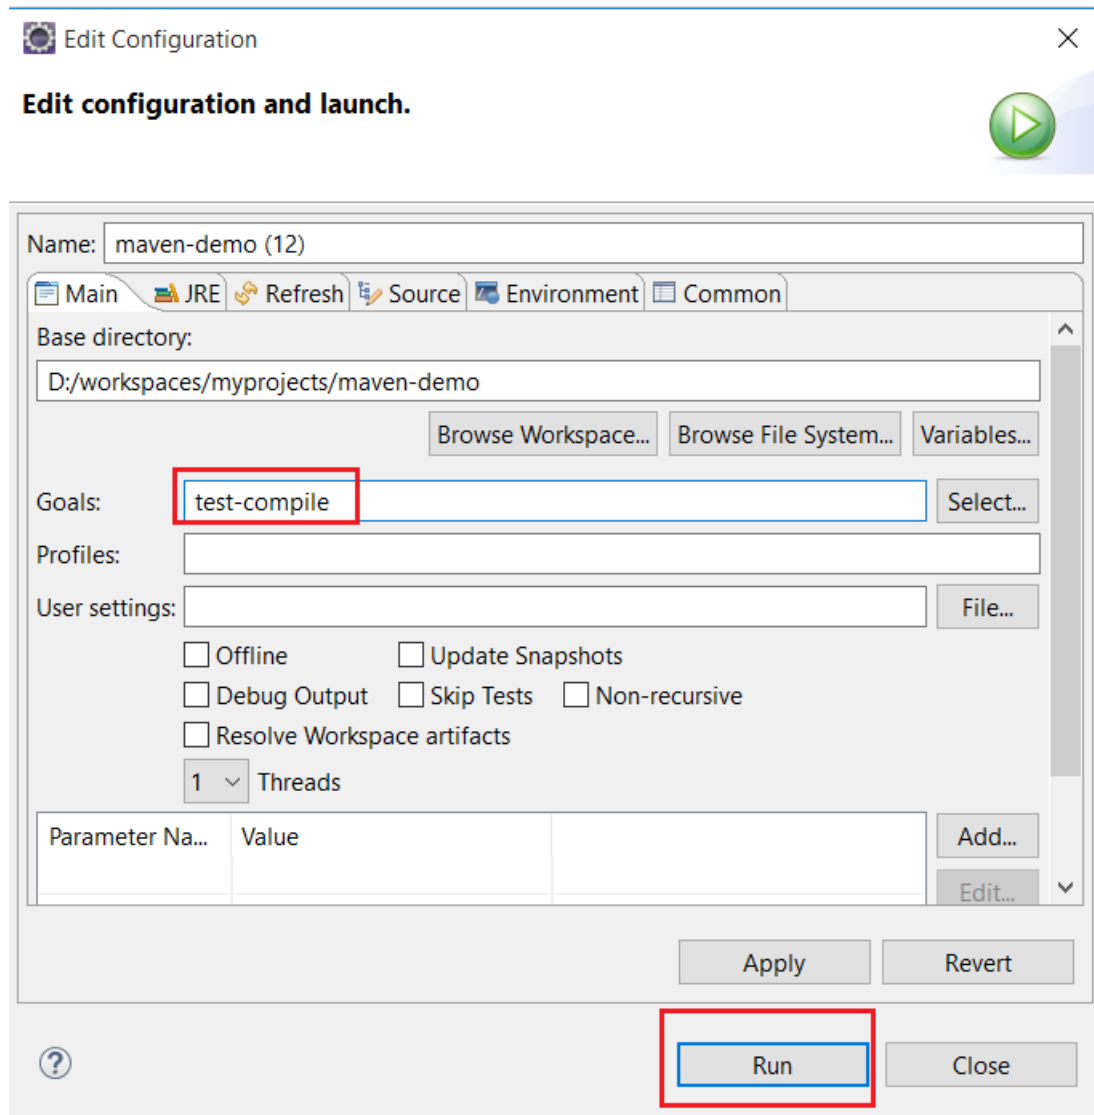 Edit Configuration
Edit configuration and launch.
Name: maven-demo (12)
Main JRE Refresh Source Environment Common
Base directory:
D:/workspaces/myprojects/maven-demo
Browse Workspace... Browse File System... Variables...
Goals: test-compile Select...
Profiles:
User settings: File...
Offline Update Snapshots
Debug Output Skip Tests Non-recursive
Resolve Workspace artifacts
1 Threads
Parameter Na... Value Add...
Edit...
Apply Revert
? Run Close